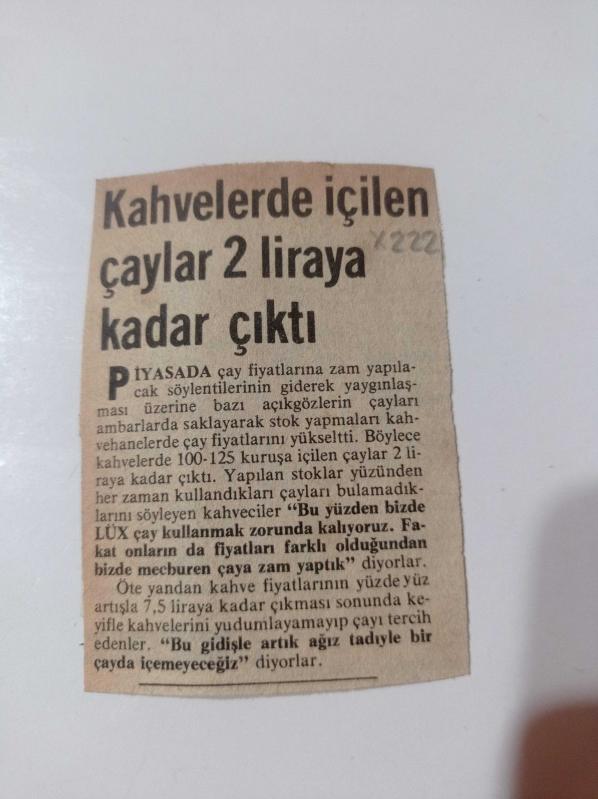 Kahvelerde içilen
çaylar 2 liraya
x222
kadar çıktı
PİYASADA çay fiyatlarına zam yapıla-
cak söylentilerinin giderek yaygınlaş-
ması üzerine bazı açıkgözlerin çayları
ambarlarda saklayarak stok yapmaları kah-
vehanelerde çay fiyatlarını yükseltti. Böylece
kahvelerde 100-125 kuruşa içilen çaylar 2 li-
raya kadar çıktı. Yapılan stoklar yüzünden
her zaman kullandıkları çayları bulamadık-
larını söyleyen kahveciler “Bu yüzden bizde
LÜX çay kullanmak zorunda kalıyoruz. Fa-
kat onların da fiyatları farklı olduğundan
bizde mecburen çaya zam yaptık” diyorlar.
Öte yandan kahve fiyatlarının yüzde yüz
artışla 7,5 liraya kadar çıkması sonunda ke-
yifle kahvelerini yudumlayamayıp çayı tercih
edenler. “Bu gidişle artık ağız tadıyle bir
çayda içemeyeceğiz” diyorlar.